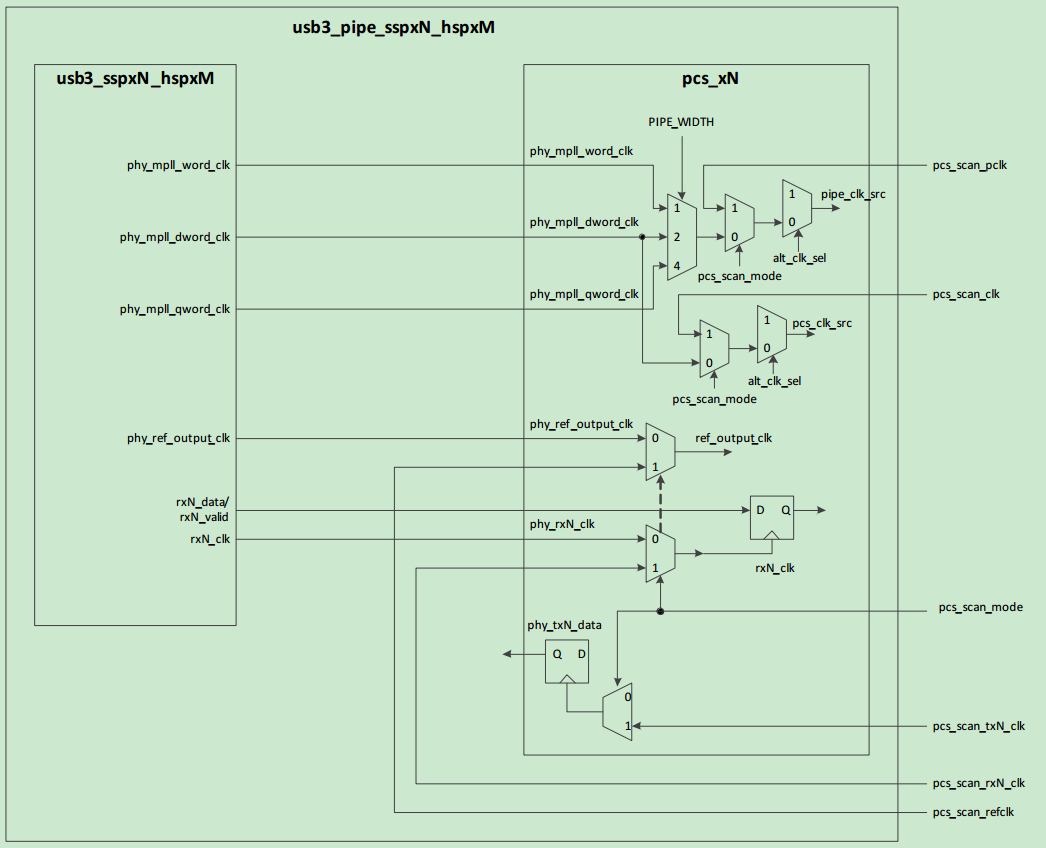 usb3_pipe_sspxN_hspxM
usb3_sspxN_hspxM
pcs_xN
PIPE_WIDTH
phy_mpll_word_clk
phy_mpll_word_clk
pcs_scan_pclk
1
1
1
pipe_clk_src
phy_mpll_dword_clk
phy_mpll_dword_clk
2
0
0
alt_clk_sel
4
pcs_scan_mode
phy_mpll_qword_clk
phy_mpll_qword_clk
pcs_scan_clk
1
1
pcs_clk_src
0
0
alt_clk_sel
pcs_scan_mode
phy_ref_output_clk
phy_ref_output_clk
0
ref_output_clk
1
rxN_data/
rxN_valid
D Q
phy_rxN_clk
rxN_clk
0
1
rxN_clk
pcs_scan_mode
phy_txN_data
Q D
0
1
pcs_scan_txN_clk
pcs_scan_rxN_clk
pcs_scan_refclk